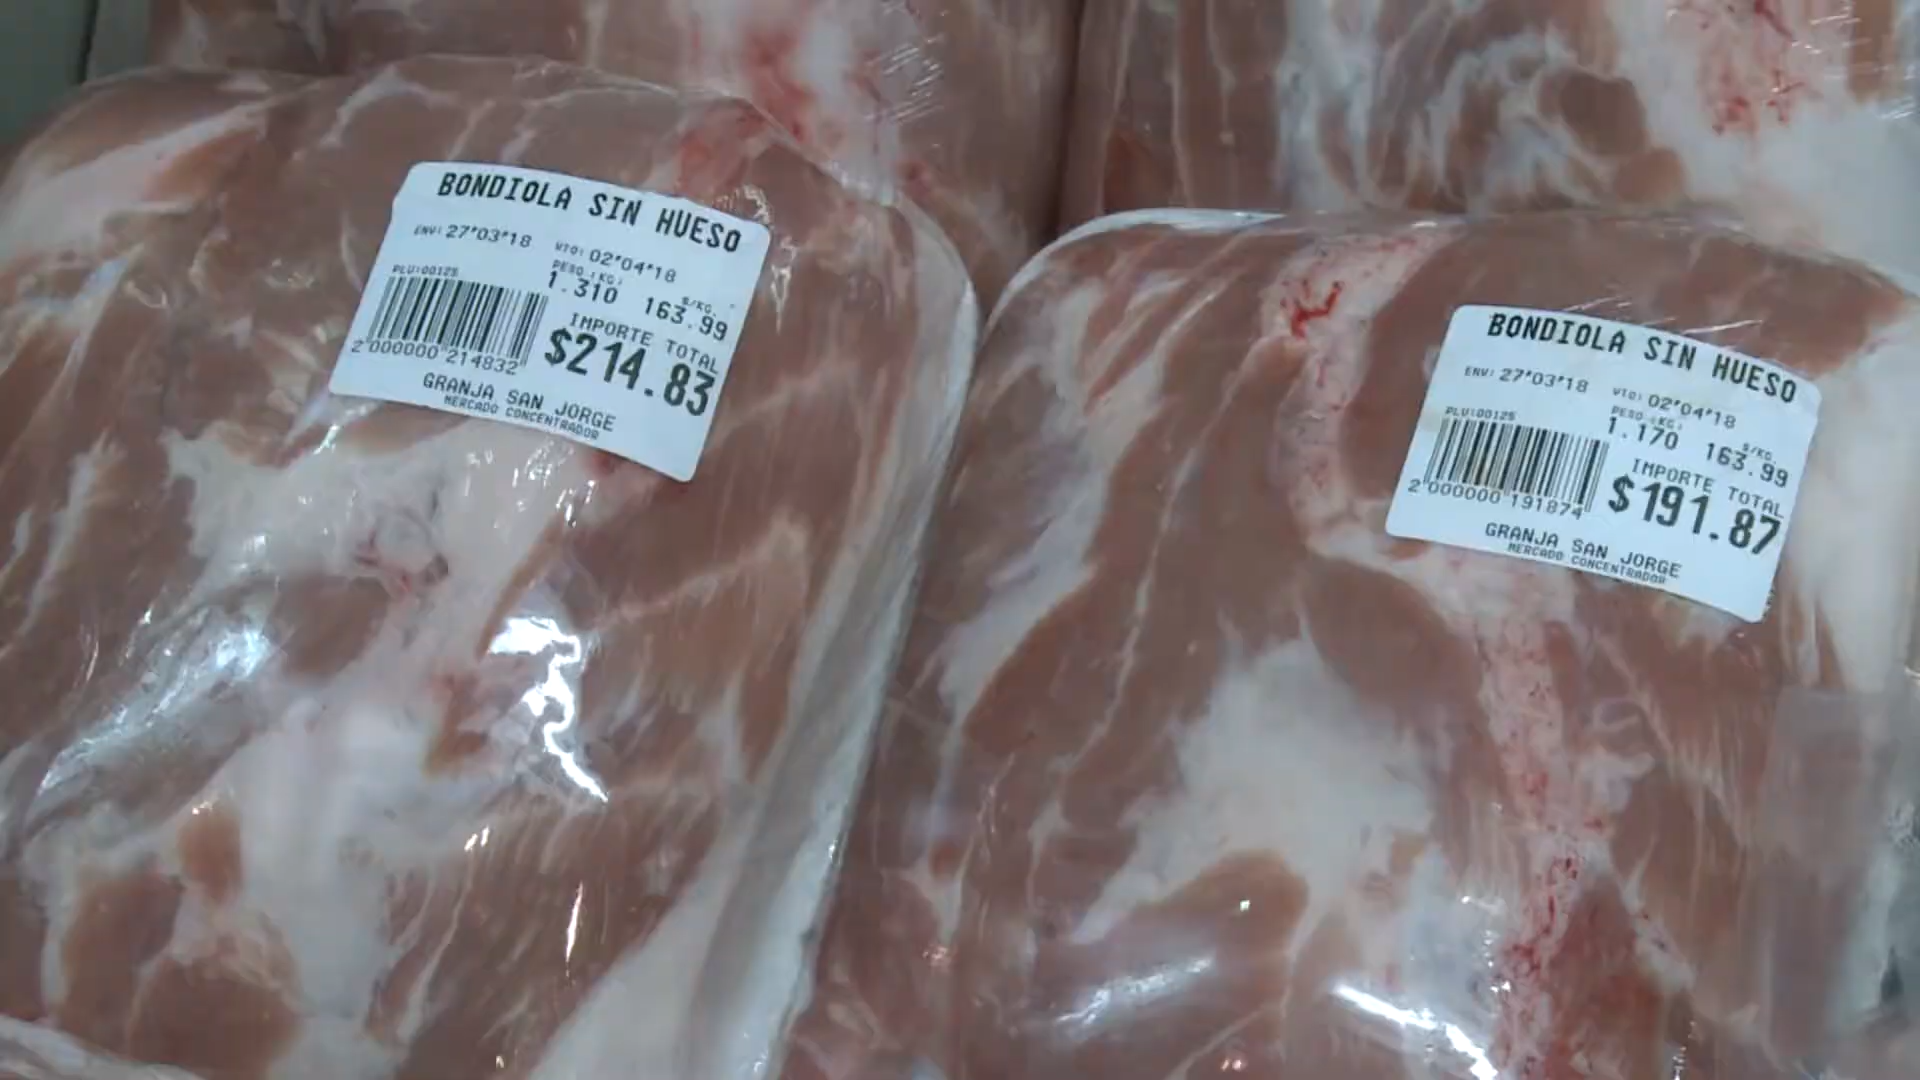 BONDIOLA SIN HUESO
ENV: 27*03*18 VTO: 02*04*18
PLU:00125 PESO (KG) $/KG.
1.310 163.99
IMPORTE TOTAL
$214.83
2 000000 214832
GRANJA SAN JORGE
MERCADO CONCENTRADOR
BONDIOLA SIN HUESO
ENV: 27*03*18 VTO: 02*04*18
PLU:00125 PESO (KG) $/KG.
1.170 163.99
IMPORTE TOTAL
$191.87
2 000000 191874
GRANJA SAN JORGE
MERCADO CONCENTRADOR